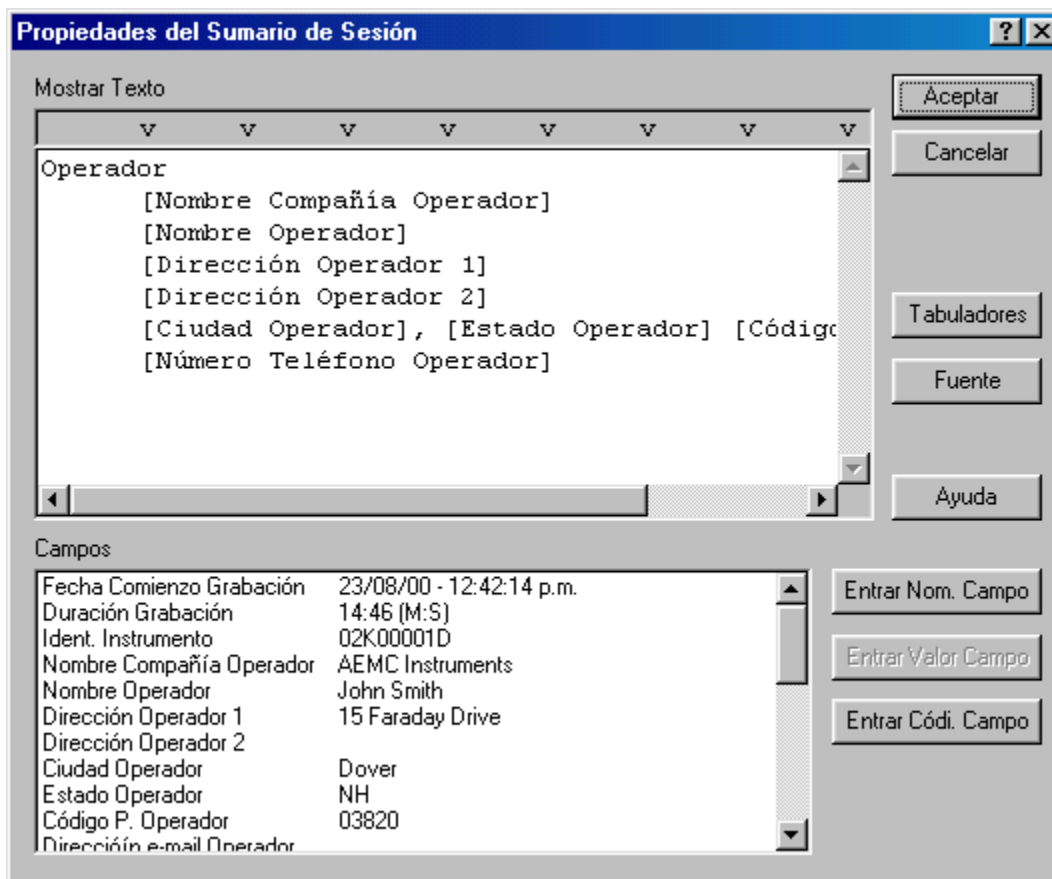 Propiedades del Sumario de Sesión
Mostrar Texto
v v v v v v v v
Operador
[Nombre Compañía Operador]
[Nombre Operador]
[Dirección Operador 1]
[Dirección Operador 2]
[Ciudad Operador], [Estado Operador] [Código
[Número Teléfono Operador]
Aceptar
Cancelar
Tabuladores
Fuente
Ayuda
Campos
Fecha Comienzo Grabación 23/08/00 - 12:42:14 p.m.
Duración Grabación 14:46 (M:S)
Ident. Instrumento 02K00001D
Nombre Compañía Operador AEMC Instruments
Nombre Operador John Smith
Dirección Operador 1 15 Faraday Drive
Dirección Operador 2
Ciudad Operador Dover
Estado Operador NH
Código P. Operador 03820
Direccióín e-mail Operador
Entrar Nom. Campo
Entrar Valor Campo
Entrar Códi. Campo